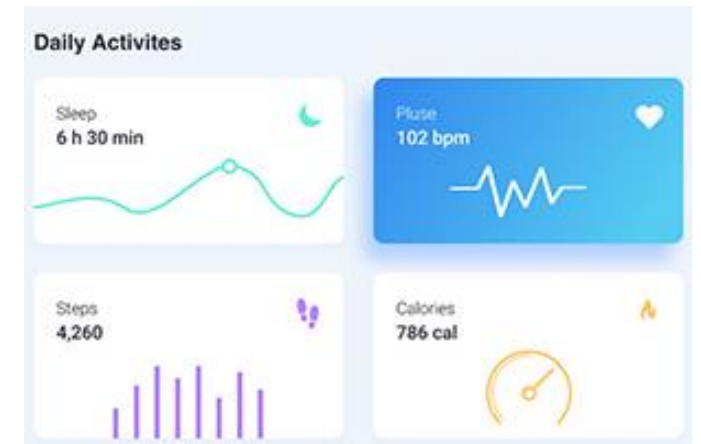 Daily Activites
Sleep
6 h 30 min
Pluse
102 bpm
Steps
4,260
Calories
786 cal